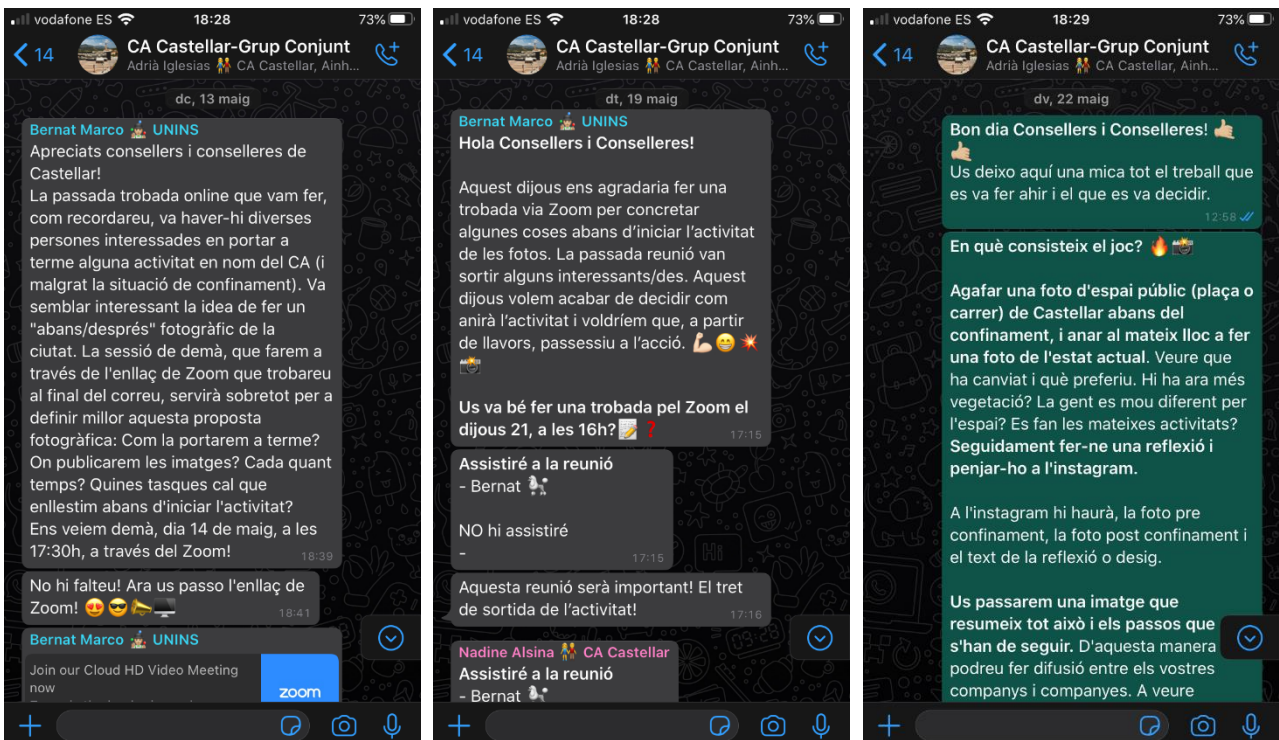 vodafone ES
18:28
73%
14
CA Castellar-Grup Conjunt
Adrià Iglesias 👫 CA Castellar, Ainh...
dc, 13 maig
Bernat Marco UNINS
Apreciats consellers i conselleres de
Castellar!
La passada trobada online que vam fer,
com recordareu, va haver-hi diverses
persones interessades en portar a
terme alguna activitat en nom del CA (i
malgrat la situació de confinament). Va
semblar interessant la idea de fer un
"abans/després" fotogràfic de la
ciutat. La sessió de demà, que farem a
través de l'enllaç de Zoom que trobareu
al final del correu, servirà sobretot per a
definir millor aquesta proposta
fotogràfica: Com la portarem a terme?
On publicarem les imatges? Cada quant
temps? Quines tasques cal que
enllestim abans d'iniciar l'activitat?
Ens veiem demà, dia 14 de maig, a les
17:30h, a través del Zoom!
18:39
No hi falteu! Ara us passo l'enllaç de
Zoom! 😍😎📣🖥️
18:41
Bernat Marco UNINS
Join our Cloud HD Video Meeting
now
zoom
vodafone ES
18:28
73%
14
CA Castellar-Grup Conjunt
Adrià Iglesias 👫 CA Castellar, Ainh...
dt, 19 maig
Bernat Marco UNINS
Hola Consellers i Conselleres!
Aquest dijous ens agradaria fer una
trobada via Zoom per concretar
algunes coses abans d’iniciar l’activitat
de les fotos. La passada reunió van
sortir alguns interessants/des. Aquest
dijous volem acabar de decidir com
anirà l’activitat i voldríem que, a partir
de llavors, passessiu a l’acció. 💪🏼😁💥
📸
Us va bé fer una trobada pel Zoom el
dijous 21, a les 16h?📝❓
17:15
Assistiré a la reunió
- Bernat
NO hi assistiré
-
17:15
Aquesta reunió serà important! El tret
de sortida de l’activitat!
17:16
Nadine Alsina 👫 CA Castellar
Assistiré a la reunió
- Bernat
vodafone ES
18:29
73%
14
CA Castellar-Grup Conjunt
Adrià Iglesias 👫 CA Castellar, Ainh...
dv, 22 maig
Bon dia Consellers i Conselleres! 🤙🏼
🤙🏼
Us deixo aquí una mica tot el treball que
es va fer ahir i el que es va decidir.
12:58
En què consisteix el joc? 🔥📸
Agafar una foto d'espai públic (plaça o
carrer) de Castellar abans del
confinament, i anar al mateix lloc a fer
una foto de l'estat actual. Veure que
ha canviat i què preferiu. Hi ha ara més
vegetació? La gent es mou diferent per
l'espai? Es fan les mateixes activitats?
Seguidament fer-ne una reflexió i
penjar-ho a l'instagram.
A l'instagram hi haurà, la foto pre
confinament, la foto post confinament i
el text de la reflexió o desig.
Us passarem una imatge que
resumeix tot això i els passos que
s'han de seguir. D'aquesta manera
podreu fer difusió entre els vostres
companys i companyes. A veure